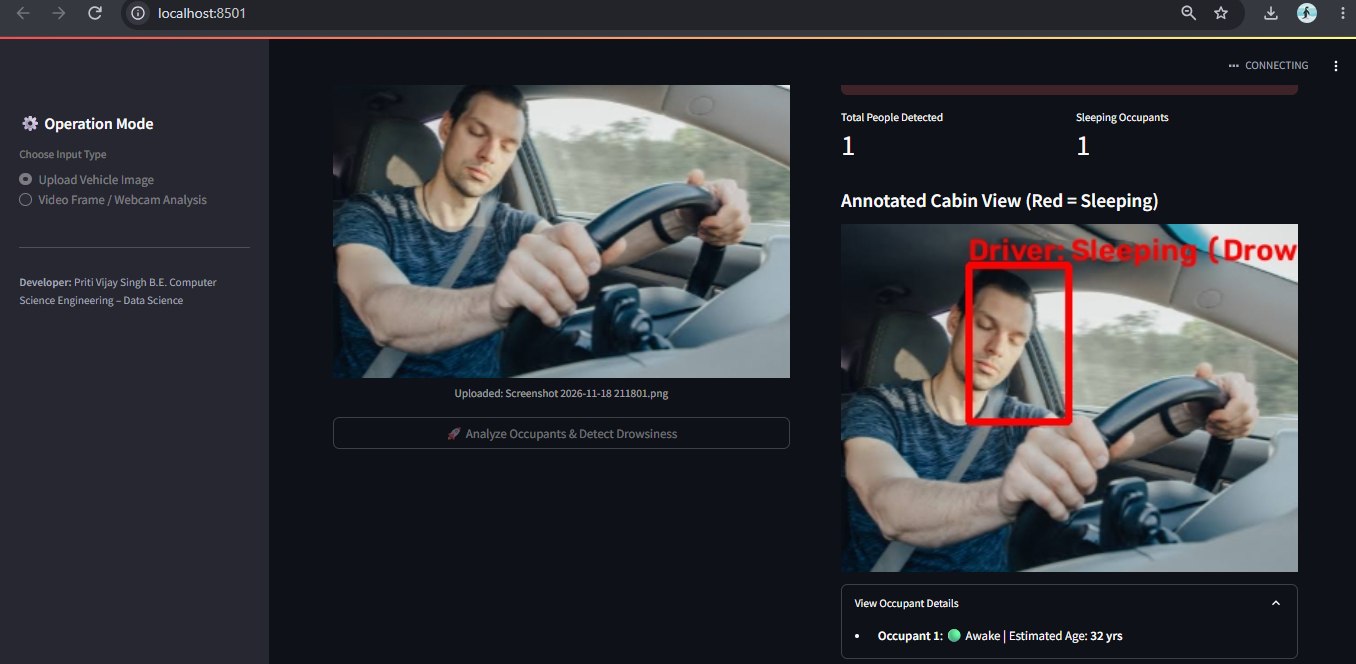 localhost:8501
CONNECTING
Operation Mode
Choose Input Type
Upload Vehicle Image
Video Frame / Webcam Analysis
Developer: Priti Vijay Singh B.E. Computer
Science Engineering – Data Science
Uploaded: Screenshot 2026-11-18 211801.png
🚀 Analyze Occupants & Detect Drowsiness
Total People Detected
1
Sleeping Occupants
1
Annotated Cabin View (Red = Sleeping)
Driver: Sleeping (Drow
View Occupant Details
Occupant 1: 🟢 Awake | Estimated Age: 32 yrs